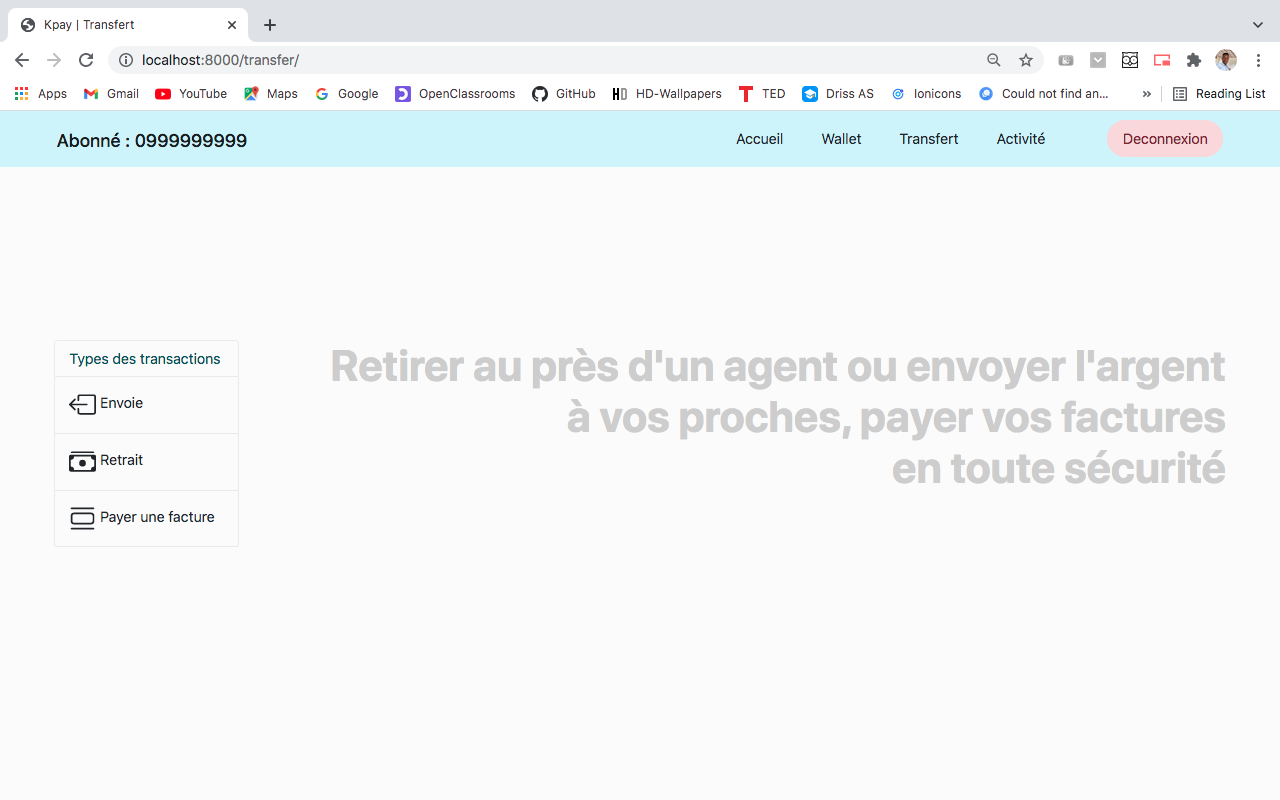 Kpay | Transfert
localhost:8000/transfer/
Apps Gmail YouTube Maps Google OpenClassrooms GitHub HD-Wallpapers TED Driss AS Ionicons Could not find an... » Reading List
Abonné : 0999999999 Accueil Wallet Transfert Activité Deconnexion
Types des transactions
Envoie
Retrait
Payer une facture
Retirer au près d'un agent ou envoyer l'argent
à vos proches, payer vos factures
en toute sécurité